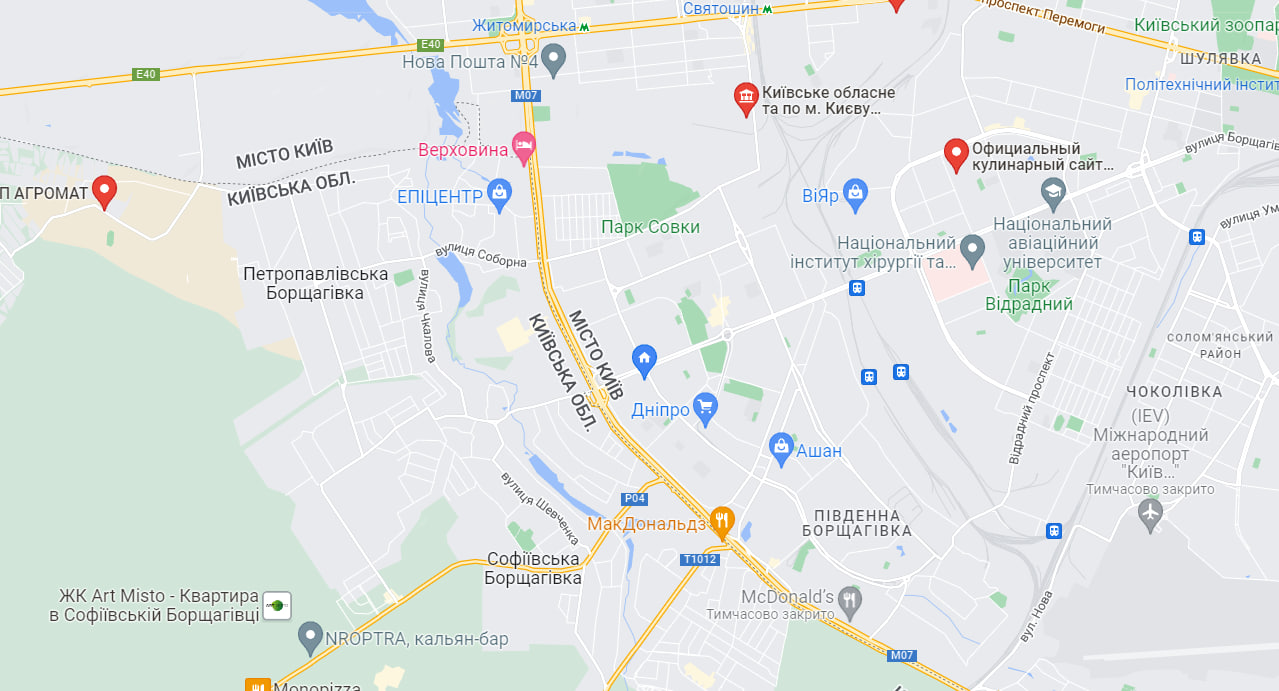 Святошин
проспект Перемоги
Житомирська
Київський зоопар
E40
Нова Пошта №4
ШУЛЯВКА
E40
Політехнічний інстит
Київське обласне
та по м. Києву...
M07
МІСТО КИЇВ
КИЇВСЬКА ОБЛ.
Верховина
Официальный
кулинарный сайт...
вулиця Борщагів
П АГРОМАТ
ЕПІЦЕНТР
ВіЯр
Парк Совки
Національний
авіаційний
університет
вулиця Ум
Національний
інститут хірургії та...
вулиця Соборна
Петропавлівська
Борщагівка
вулиця Чкалова
Парк
Відрадний
МІСТО КИЇВ
КИЇВСЬКА ОБЛ.
СОЛОМ'ЯНСЬКИЙ
РАЙОН
Відрадний проспект
ЧОКОЛІВКА
Дніпро
Ашан
(IEV)
Міжнародний
аеропорт
"Київ..."
Тимчасово закрито
вулиця Шевченка
P04
МакДональдз
ПІВДЕННА
БОРЩАГІВКА
T1012
Софіївська
Борщагівка
ЖК Art Misto - Квартира
в Софіївській Борщагівці
McDonald's
Тимчасово закрито
вул. Нова
NROPTRA, кальян-бар
M07
Monopizza